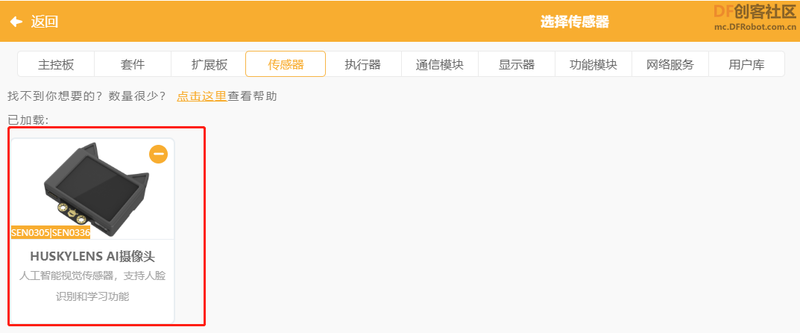 返回
选择传感器
DF创客社区
mc.DFRobot.com.cn
主控板 套件 扩展板 传感器 执行器 通信模块 显示器 功能模块 网络服务 用户库
找不到你想要的？数量很少？ 点击这里查看帮助
已加载:
SEN0305|SEN0336
HUSKYLENS AI摄像头
人工智能视觉传感器，支持人脸
识别和学习功能